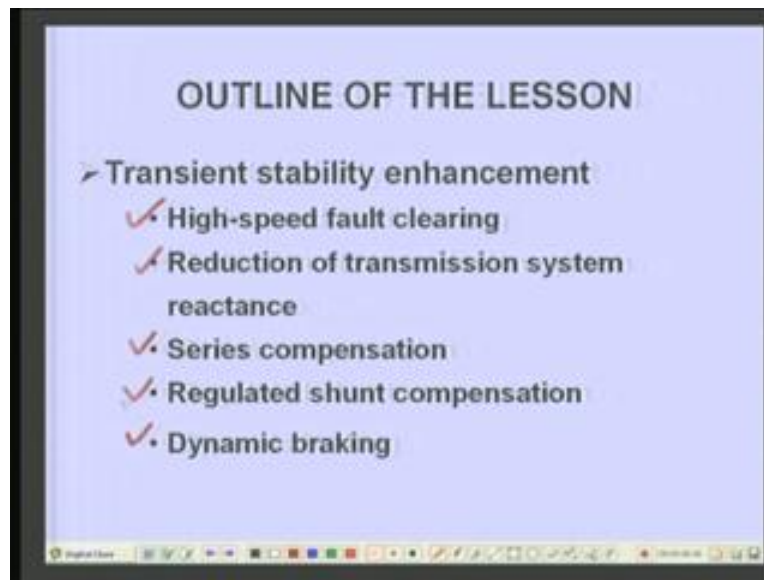 OUTLINE OF THE LESSON
➢ Transient stability enhancement
• High-speed fault clearing
• Reduction of transmission system
reactance
• Series compensation
• Regulated shunt compensation
• Dynamic braking